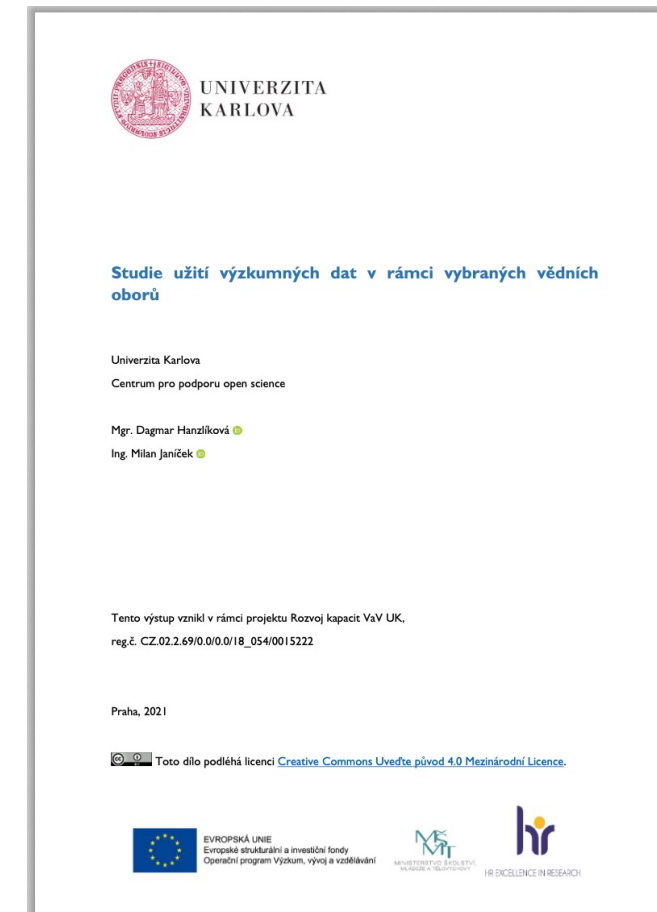 UNIVERZITA
KARLOVA
Studie užití výzkumných dat v rámci vybraných vědních
oborů
Univerzita Karlova
Centrum pro podporu open science
Mgr. Dagmar Hanzlíková
Ing. Milan Janíček
Tento výstup vznikl v rámci projektu Rozvoj kapacit VaV UK,
reg.č. CZ.02.2.69/0.0/0.0/18_054/0015222
Praha, 2021
Toto dílo podléhá licenci Creative Commons Uveďte původ 4.0 Mezinárodní Licence.
EVROPSKÁ UNIE
Evropské strukturální a investiční fondy
Operační program Výzkum, vývoj a vzdělávání
MŠMT
MINISTERSTVO ŠKOLSTVÍ,
MLÁDEŽE A TĚLOVÝCHOVY
hr
HR EXCELLENCE IN RESEARCH